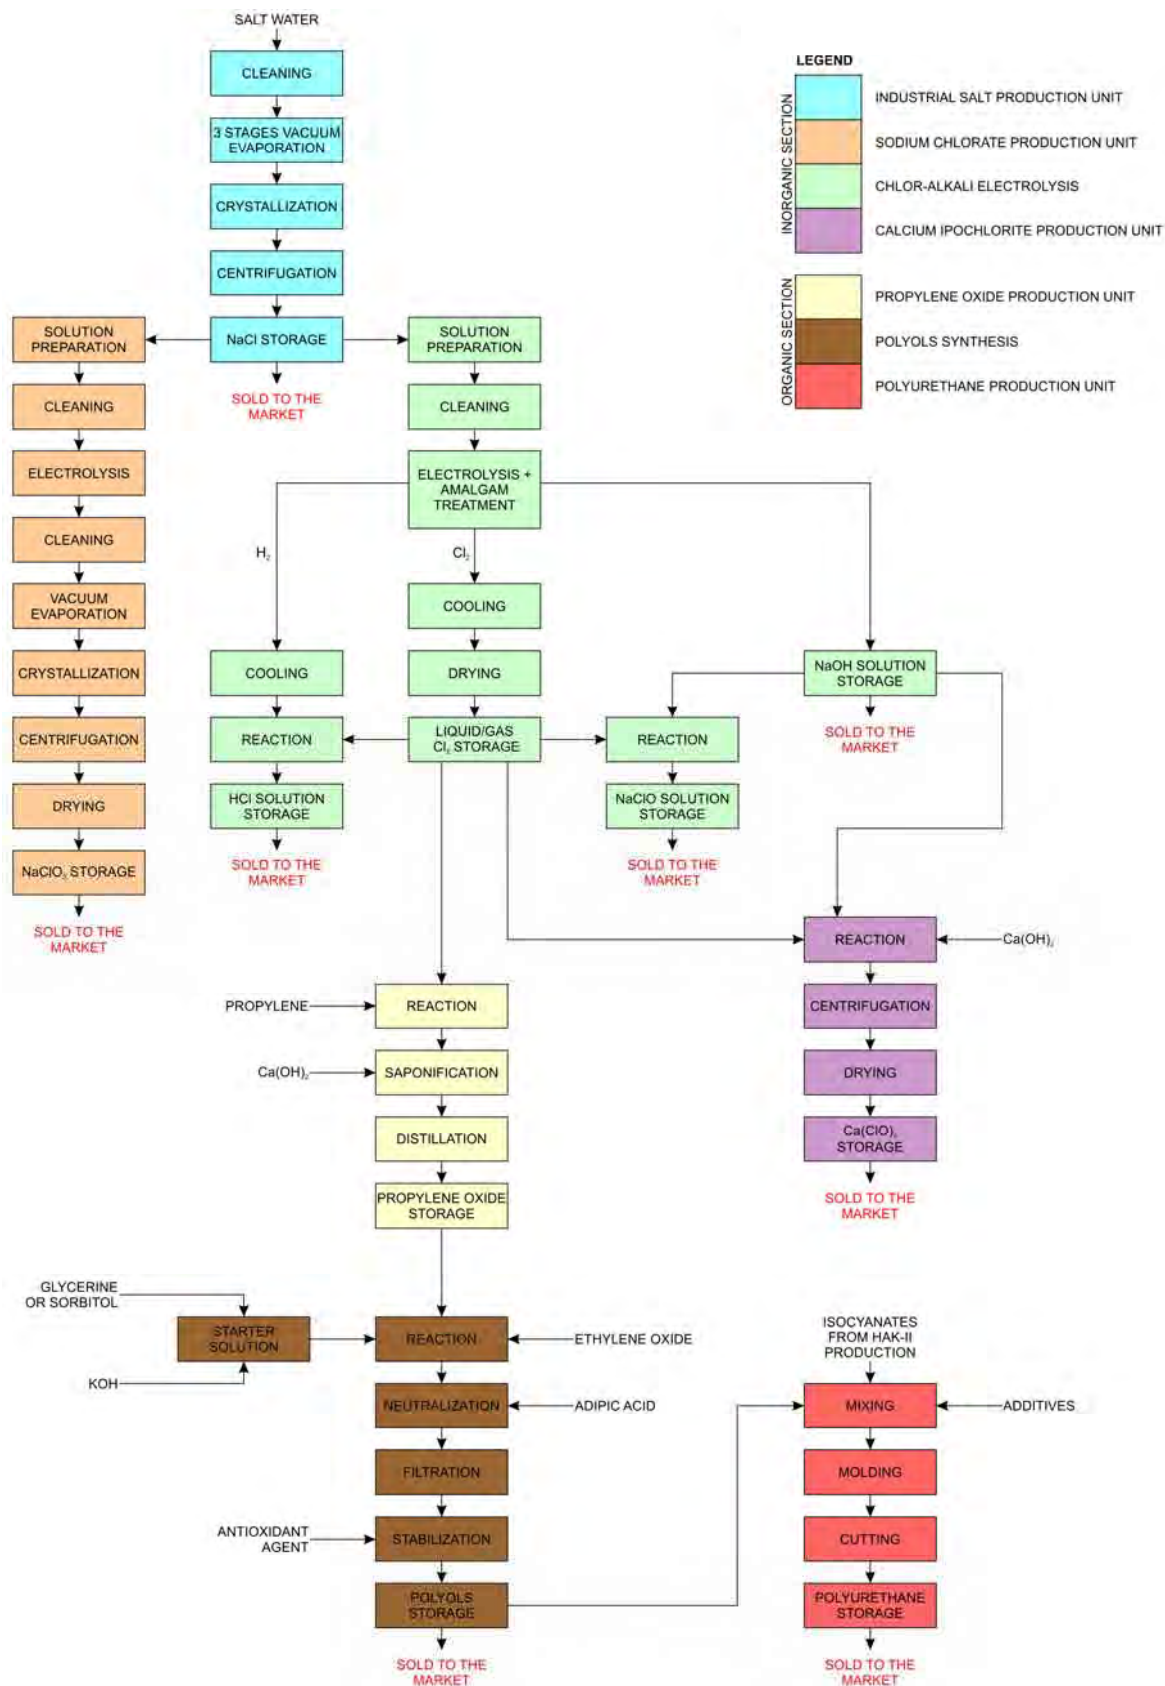 SALT WATER
CLEANING
3 STAGES VACUUM
EVAPORATION
CRYSTALLIZATION
CENTRIFUGATION
NaCl STORAGE
SOLD TO THE
MARKET
LEGEND
INORGANIC SECTION
INDUSTRIAL SALT PRODUCTION UNIT
SODIUM CHLORATE PRODUCTION UNIT
CHLOR-ALKALI ELECTROLYSIS
CALCIUM IPOCHLORITE PRODUCTION UNIT
ORGANIC SECTION
PROPYLENE OXIDE PRODUCTION UNIT
POLYOLS SYNTHESIS
POLYURETHANE PRODUCTION UNIT
SOLUTION
PREPARATION
CLEANING
ELECTROLYSIS
CLEANING
VACUUM
EVAPORATION
CRYSTALLIZATION
CENTRIFUGATION
DRYING
NaClO₃ STORAGE
SOLD TO THE
MARKET
SOLUTION
PREPARATION
CLEANING
ELECTROLYSIS +
AMALGAM
TREATMENT
H₂
Cl₂
COOLING
DRYING
LIQUID/GAS
Cl₂ STORAGE
COOLING
REACTION
HCl SOLUTION
STORAGE
SOLD TO THE
MARKET
REACTION
NaClO SOLUTION
STORAGE
SOLD TO THE
MARKET
NaOH SOLUTION
STORAGE
SOLD TO THE
MARKET
REACTION
Ca(OH)₂
CENTRIFUGATION
DRYING
Ca(ClO)₂
STORAGE
SOLD TO THE
MARKET
PROPYLENE
REACTION
Ca(OH)₂
SAPONIFICATION
DISTILLATION
PROPYLENE OXIDE
STORAGE
GLYCERINE
OR SORBITOL
STARTER
SOLUTION
KOH
REACTION
ETHYLENE OXIDE
NEUTRALIZATION
ADIPIC ACID
FILTRATION
ANTIOXIDANT
AGENT
STABILIZATION
POLYOLS
STORAGE
SOLD TO THE
MARKET
ISOCYANATES
FROM HAK-II
PRODUCTION
MIXING
ADDITIVES
MOLDING
CUTTING
POLYURETHANE
STORAGE
SOLD TO THE
MARKET